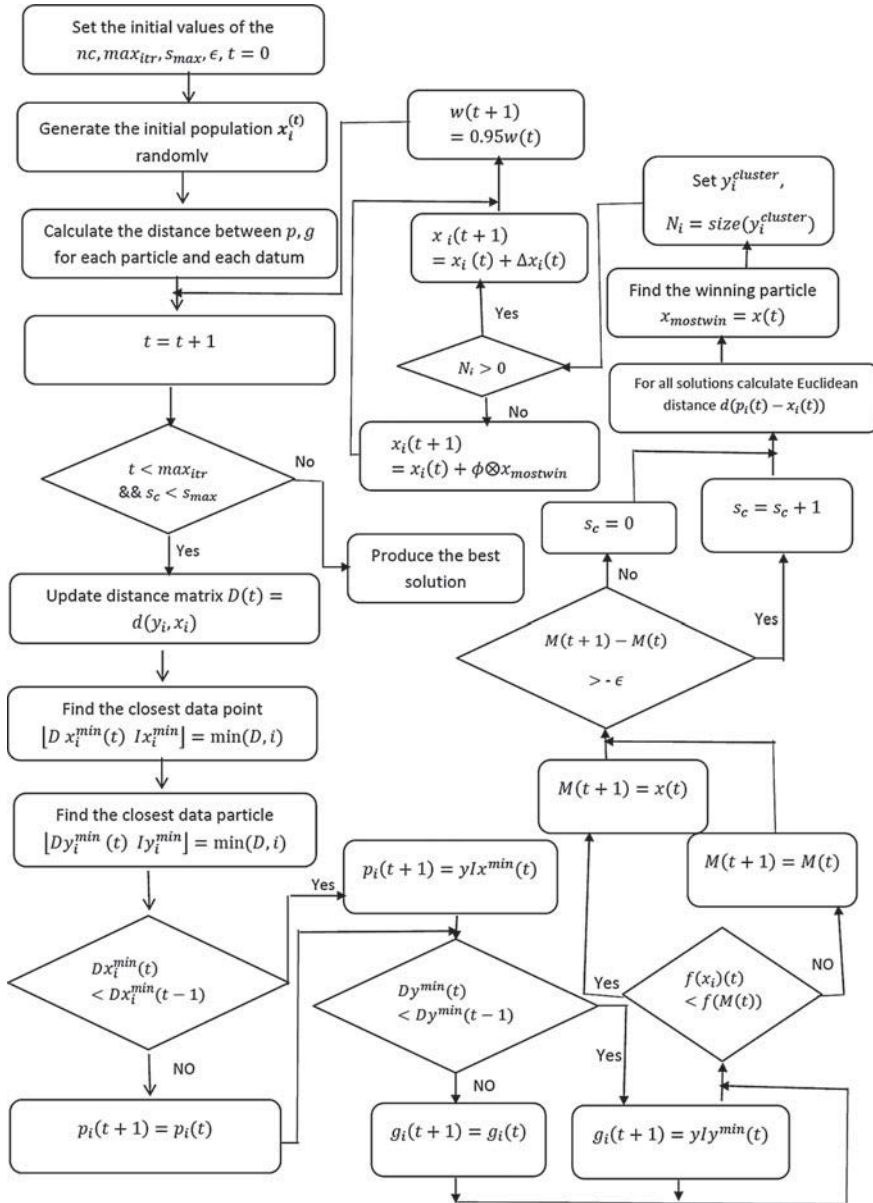 Set the initial values of the
nc, max_itr, s_max, ϵ, t = 0
Generate the initial population x_i^(t)
randomlv
Calculate the distance between p, g
for each particle and each datum
t = t + 1
t < max_itr
&& s_c < s_max
No
Yes
Produce the best
solution
Update distance matrix D(t) =
d(y_i, x_i)
Find the closest data point
⌊D x_i^min(t) Ix_i^min⌋ = min(D, i)
Find the closest data particle
⌊Dy_i^min (t) Iy_i^min⌋ = min(D, i)
Dx_i^min(t)
< Dx_i^min(t − 1)
Yes
NO
p_i(t + 1) = p_i(t)
p_i(t + 1) = yIx^min(t)
Dy^min(t)
< Dy^min(t − 1)
Yes
NO
g_i(t + 1) = g_i(t)
g_i(t + 1) = yIy^min(t)
f(x_i)(t)
< f(M(t))
Yes
NO
M(t + 1) = x(t)
M(t + 1) = M(t)
M(t + 1) − M(t)
> - ϵ
No
Yes
s_c = 0
s_c = s_c + 1
For all solutions calculate Euclidean
distance d(p_i(t) − x_i(t))
Find the winning particle
x_mostwin = x(t)
Set y_i^cluster,
N_i = size(y_i^cluster)
N_i > 0
Yes
No
x_i(t + 1)
= x_i (t) + Δx_i(t)
x_i(t + 1)
= x_i(t) + ϕ⊗x_mostwin
w(t + 1)
= 0.95w(t)